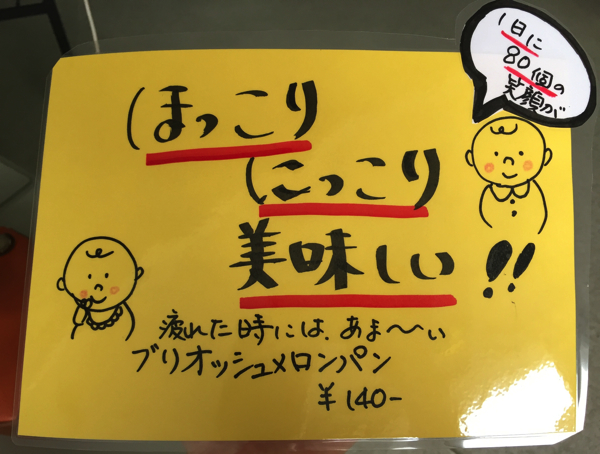 1日に
80個の
笑顔が
ほっこり
にっこり
美味しい!!
疲れた時には、あま〜〜ぃ
ブリオッシュメロンパン
¥140-